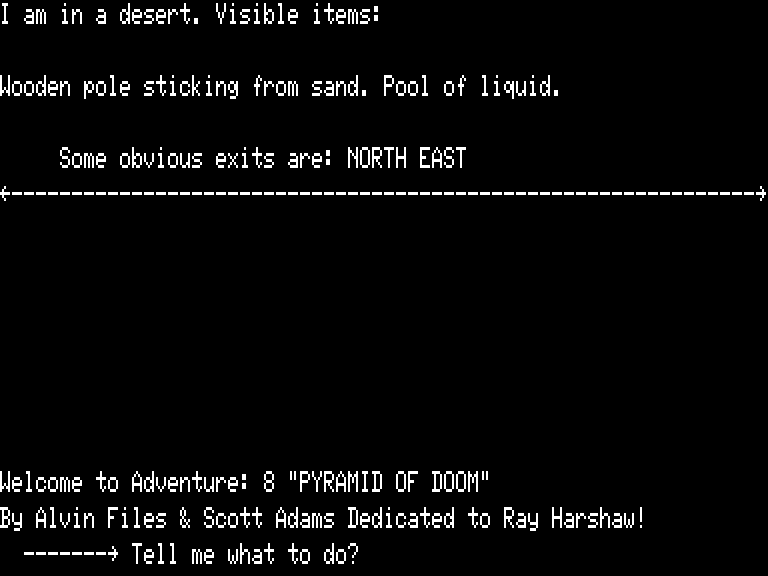 I am in a desert. Visible items:
Wooden pole sticking from sand. Pool of liquid.
Some obvious exits are: NORTH EAST
<--------------------------------------------------------------->
Welcome to Adventure: 8 "PYRAMID OF DOOM"
By Alvin Files & Scott Adams Dedicated to Ray Harshaw!
-------> Tell me what to do?